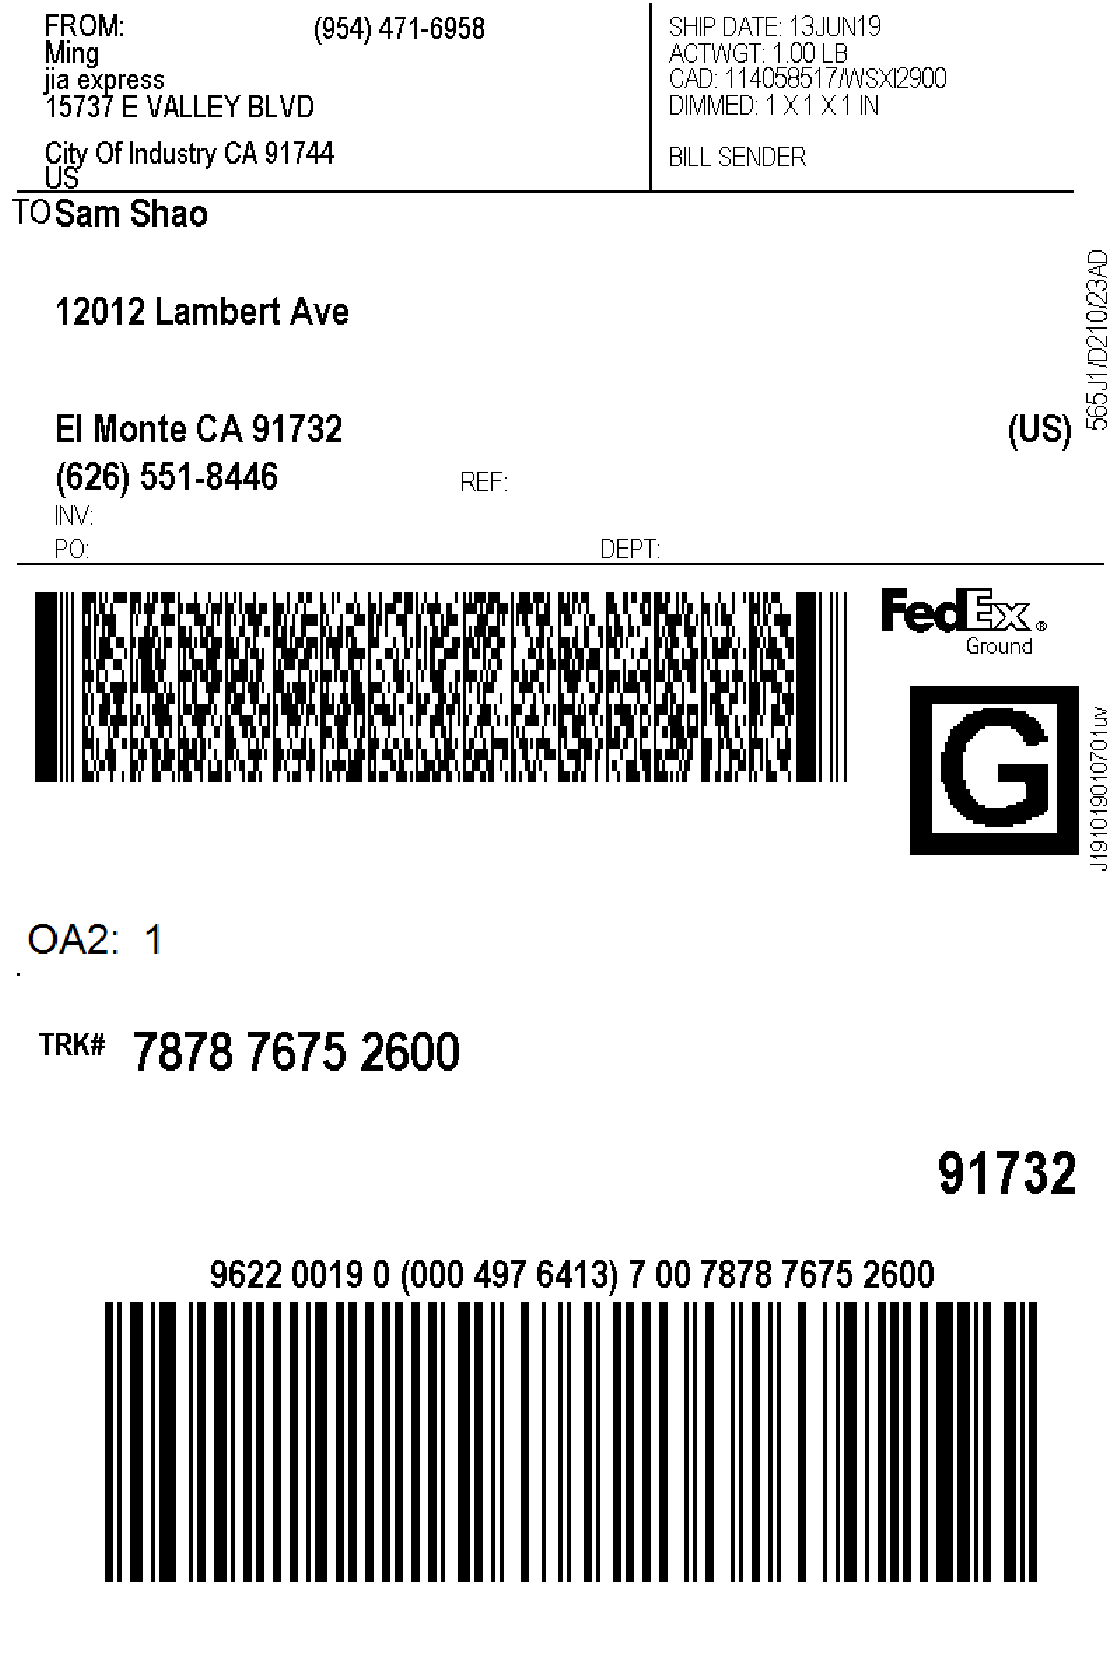 FROM: (954) 471-6958
Ming
jia express
15737 E VALLEY BLVD
City Of Industry CA 91744
US
SHIP DATE: 13JUN19
ACTWGT: 1.00 LB
CAD: 114058517/WSXI2900
DIMMED: 1 X 1 X 1 IN
BILL SENDER
TO Sam Shao
12012 Lambert Ave
El Monte CA 91732 (US)
(626) 551-8446 REF:
INV:
PO: DEPT:
565J1/D210/23AD
FedEx®
Ground
G
J191019010701uv
OA2: 1
.
TRK# 7878 7675 2600
91732
9622 0019 0 (000 497 6413) 7 00 7878 7675 2600